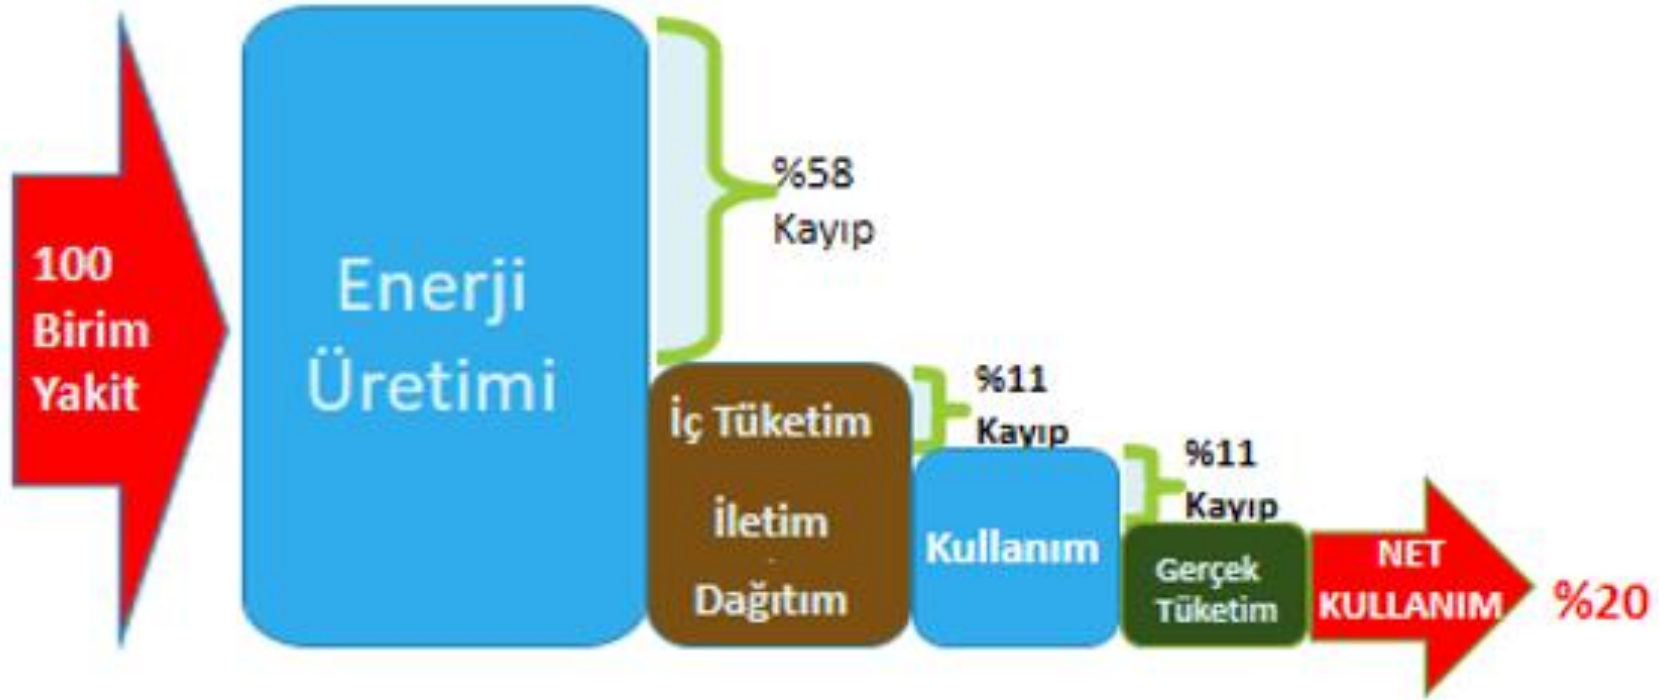 100
Birim
Yakit
Enerji
Üretimi
%58
Kayıp
İç Tüketim
İletim
-
Dağıtım
%11
Kayıp
Kullanım
%11
Kayıp
Gerçek
Tüketim
NET
KULLANIM
%20